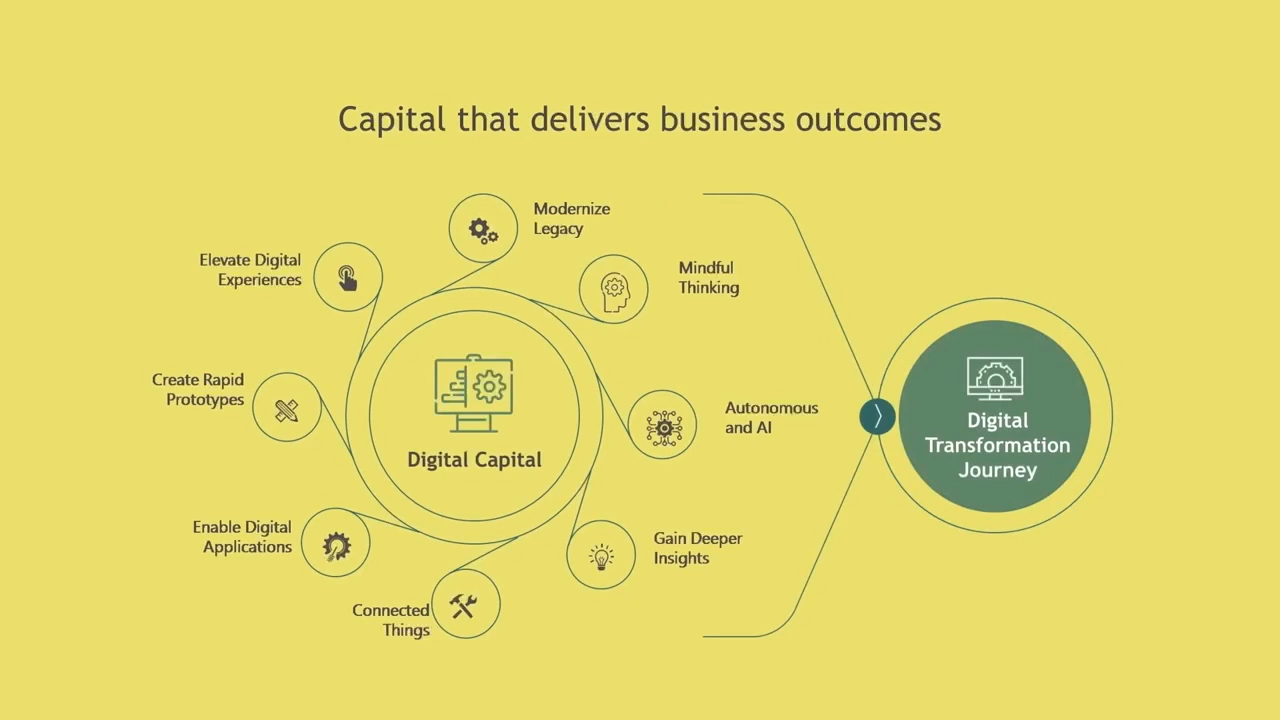 Capital that delivers business outcomes
Modernize
Legacy
Elevate Digital
Experiences
Mindful
Thinking
Create Rapid
Prototypes
Autonomous
and AI
Digital Capital
Digital
Transformation
Journey
Enable Digital
Applications
Gain Deeper
Insights
Connected
Things